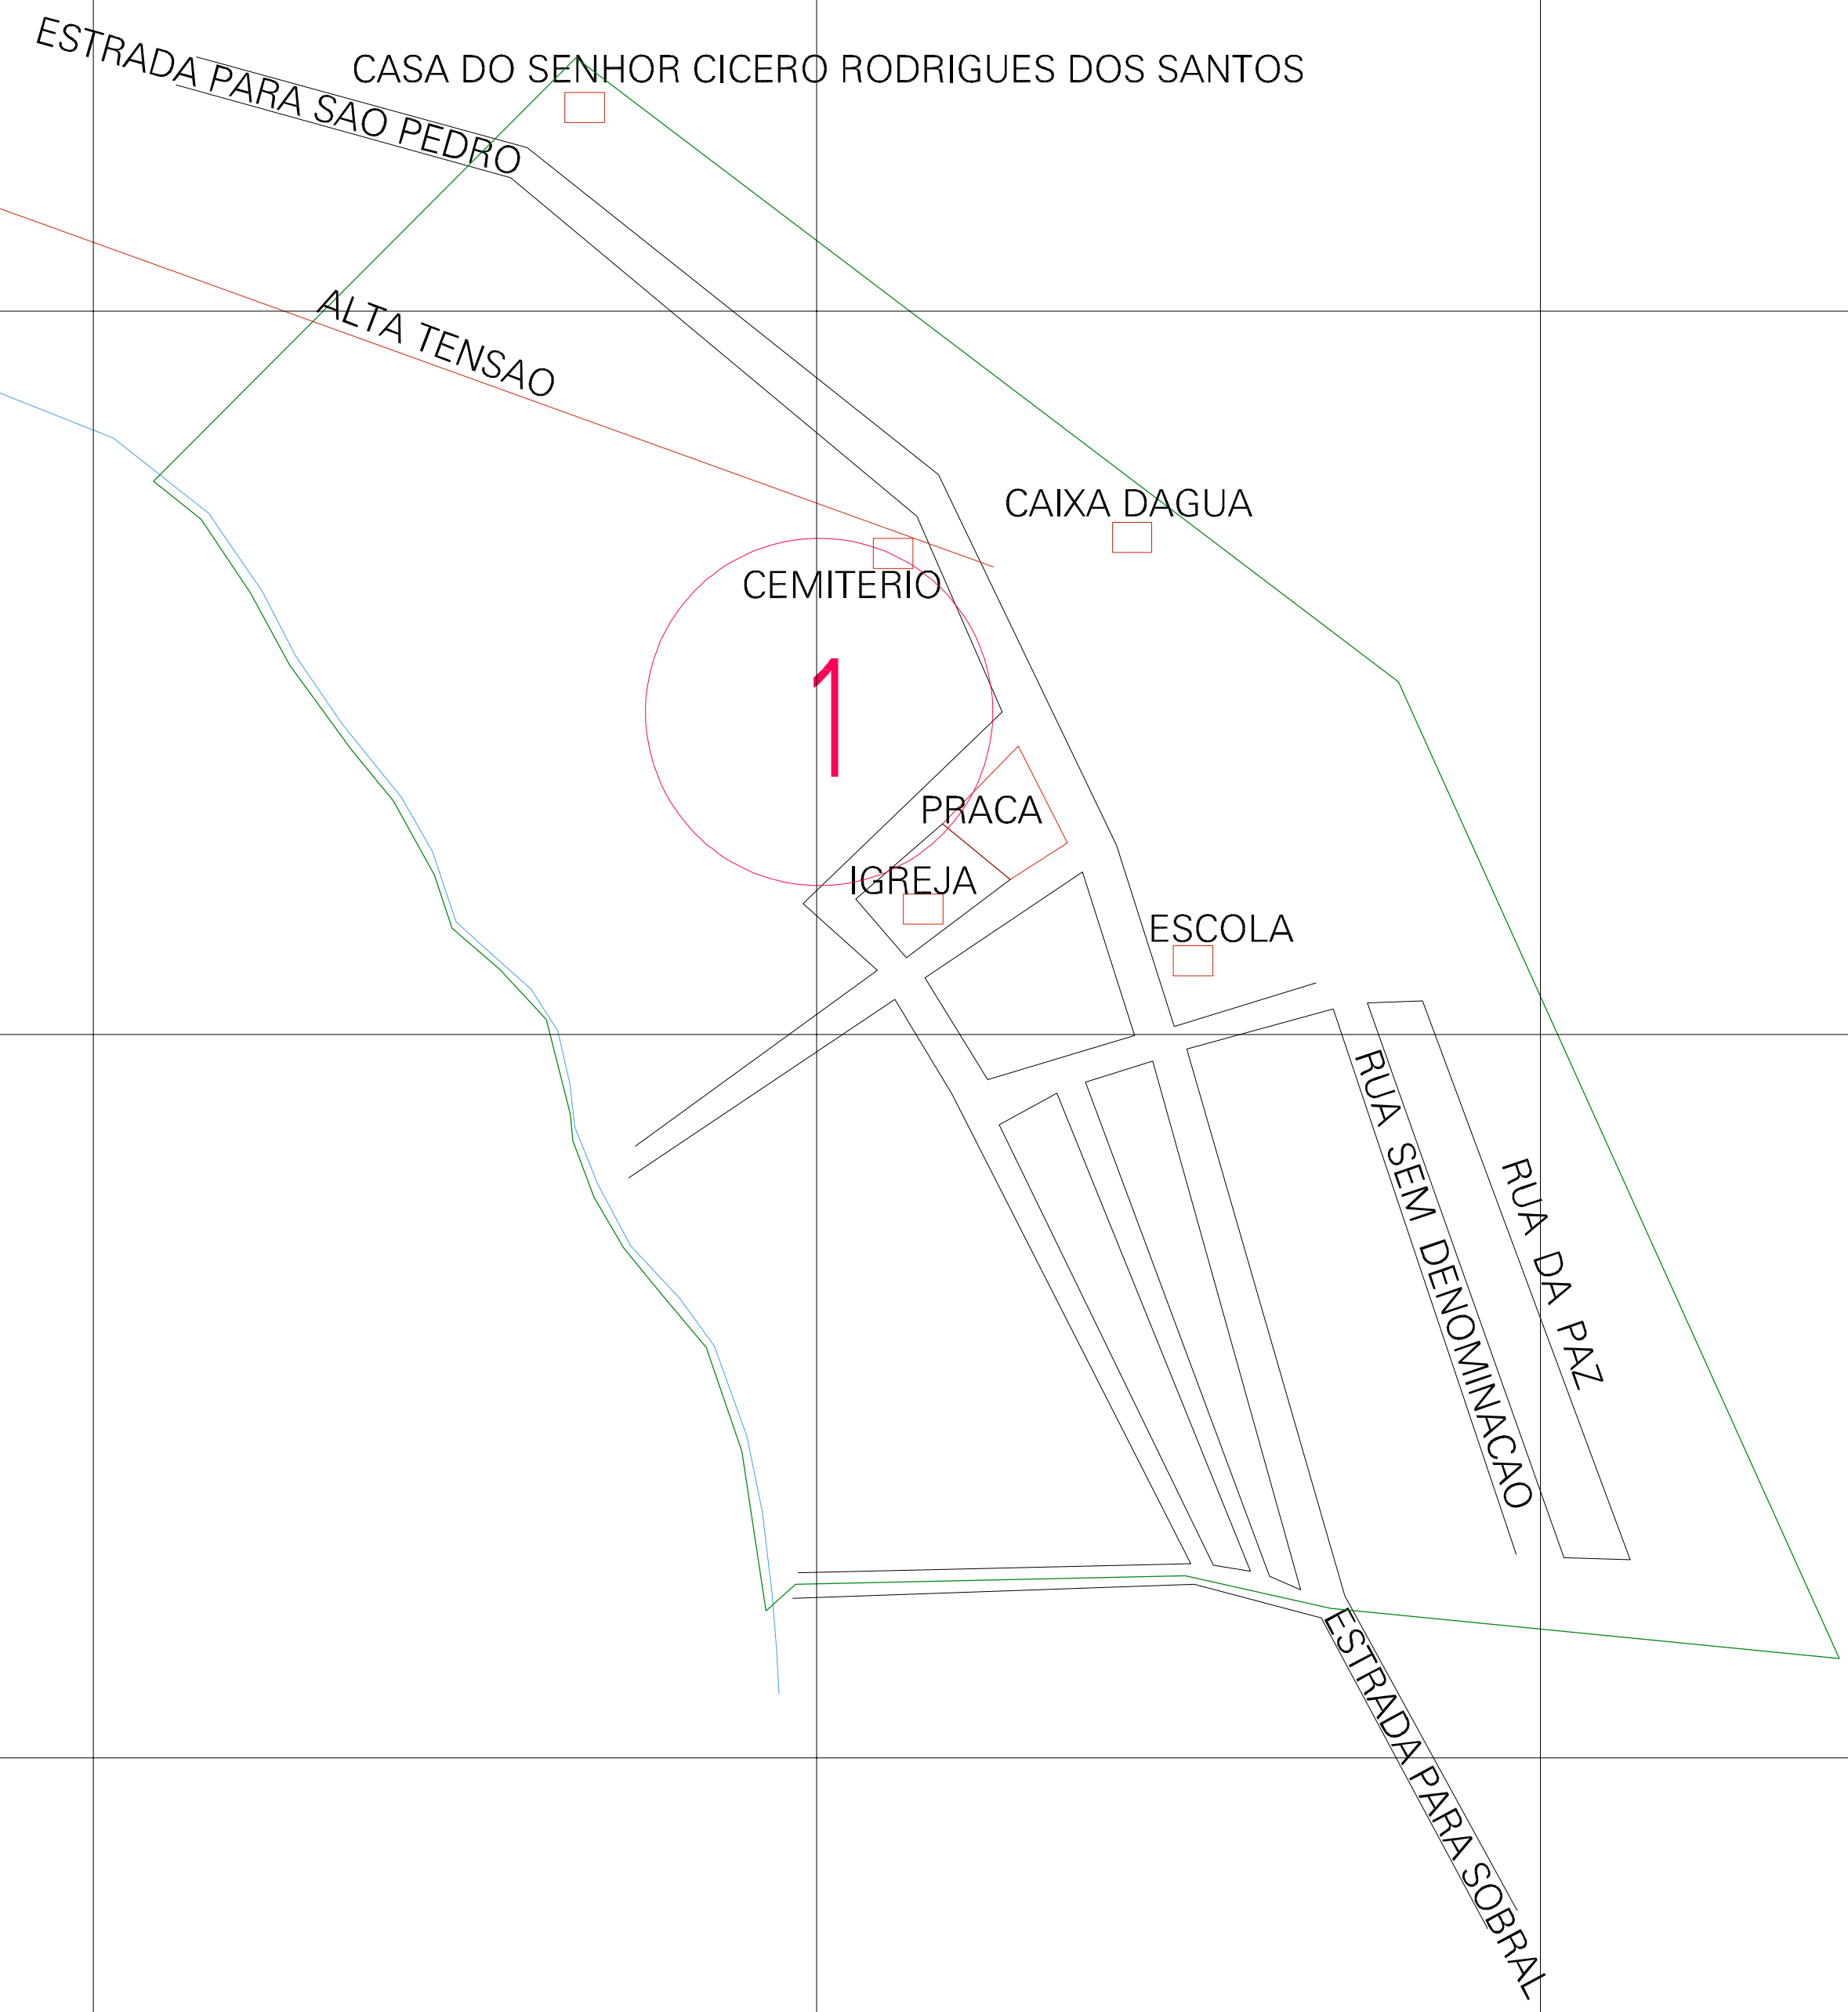 ESTRADA PARA SAO PEDRO
CASA DO SENHOR CICERO RODRIGUES DOS SANTOS
ALTA TENSAO
CAIXA DAGUA
CEMITERIO
1
PRACA
IGREJA
ESCOLA
RUA SEM DENOMINACAO
RUA DA PAZ
ESTRADA PARA SOBRAL